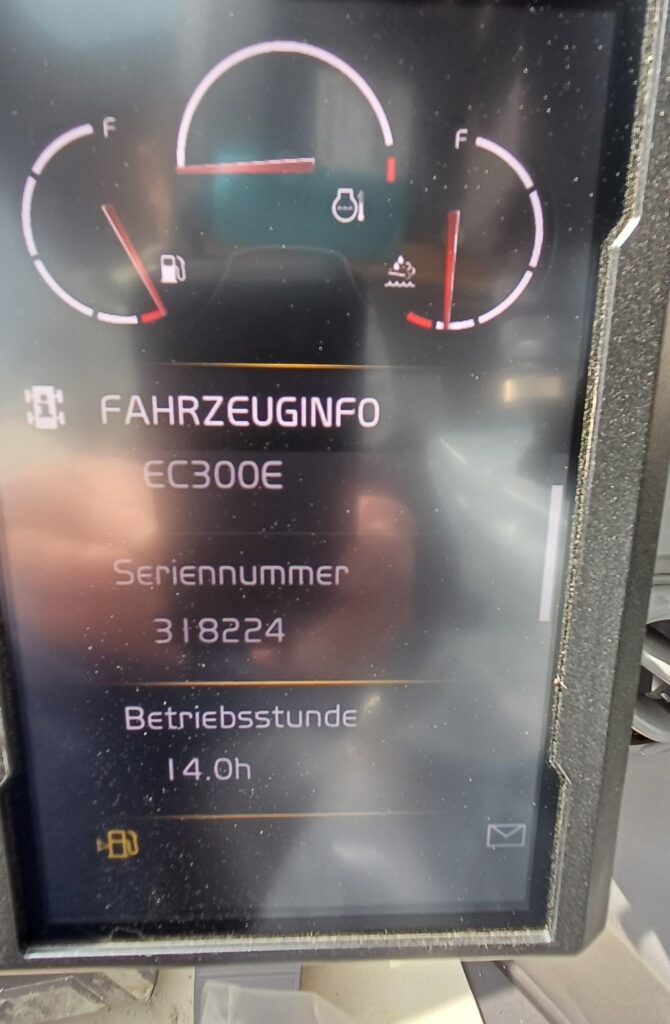 F
F
FAHRZEUGINFO
EC300E
Seriennummer
318224
Betriebsstunde
14.0h